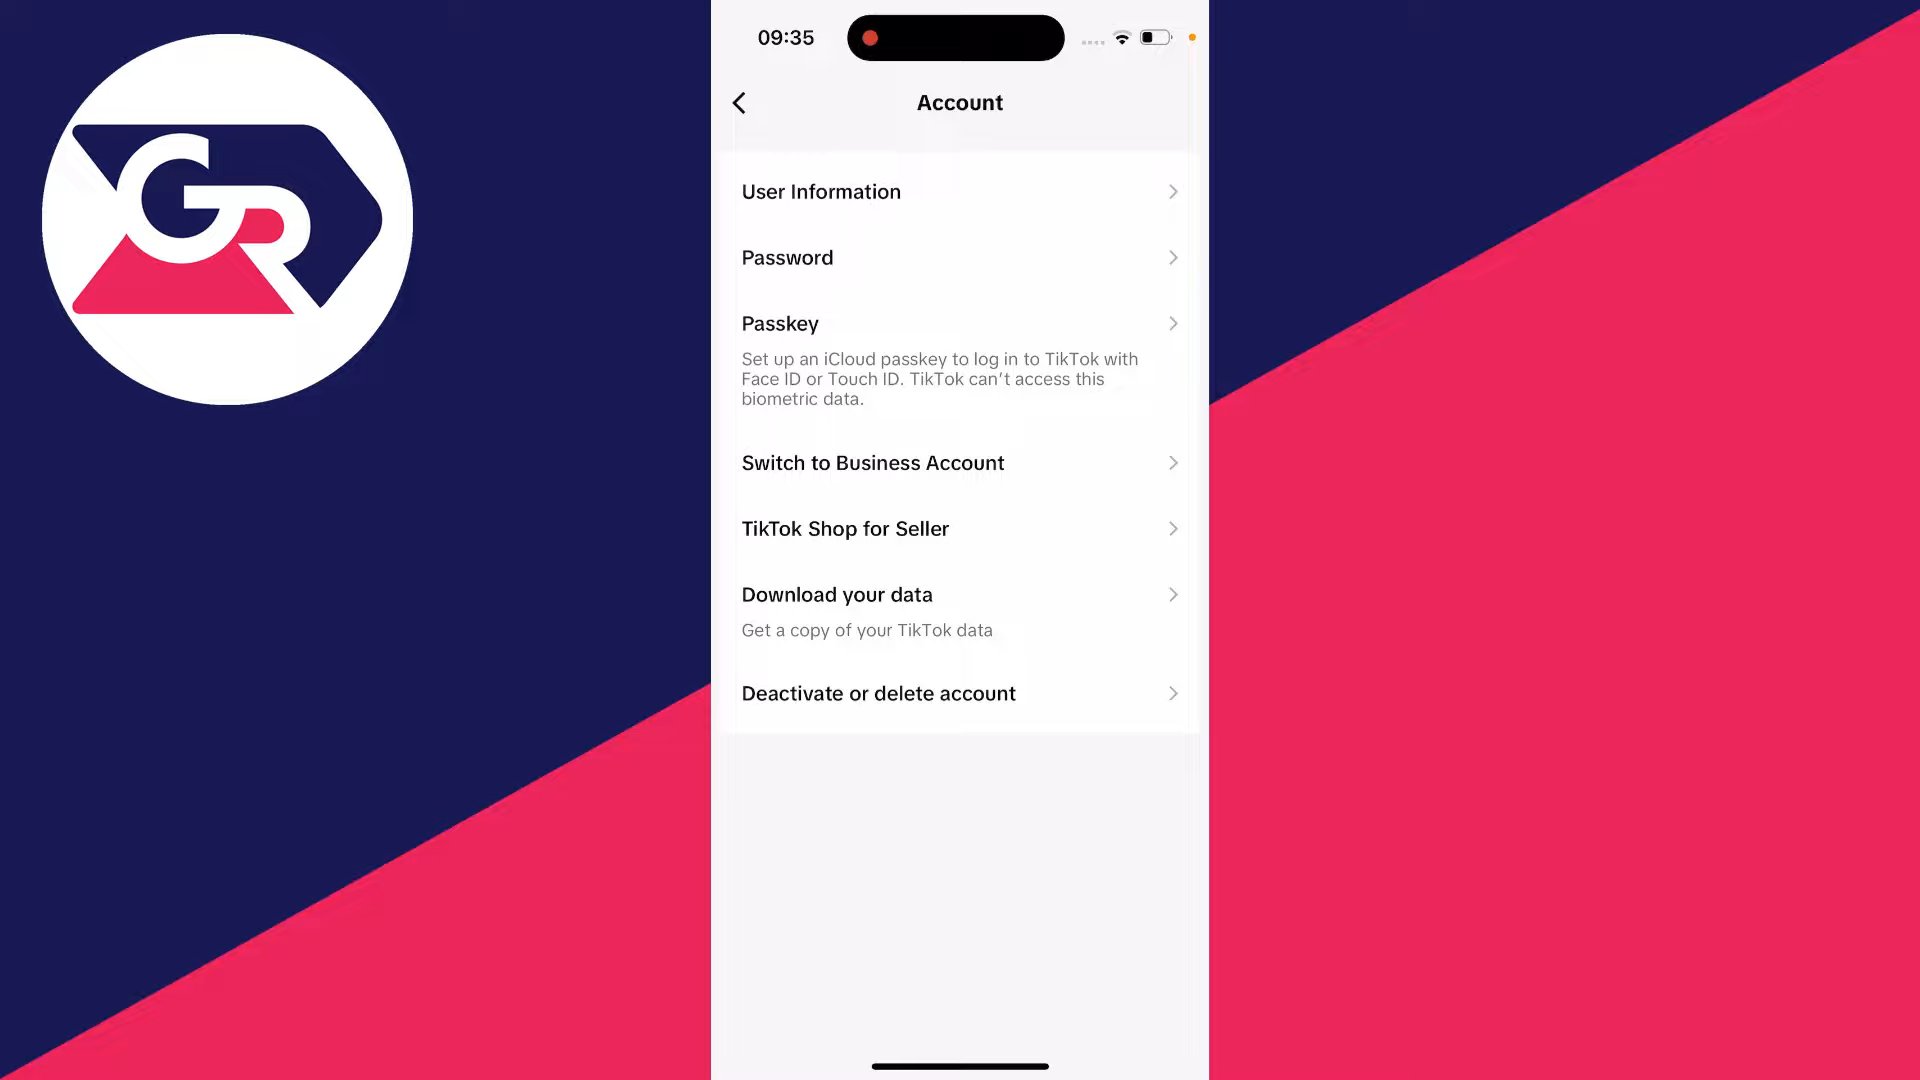 GR
09:35
Account
User Information
Password
Passkey
Set up an iCloud passkey to log in to TikTok with
Face ID or Touch ID. TikTok can’t access this
biometric data.
Switch to Business Account
TikTok Shop for Seller
Download your data
Get a copy of your TikTok data
Deactivate or delete account